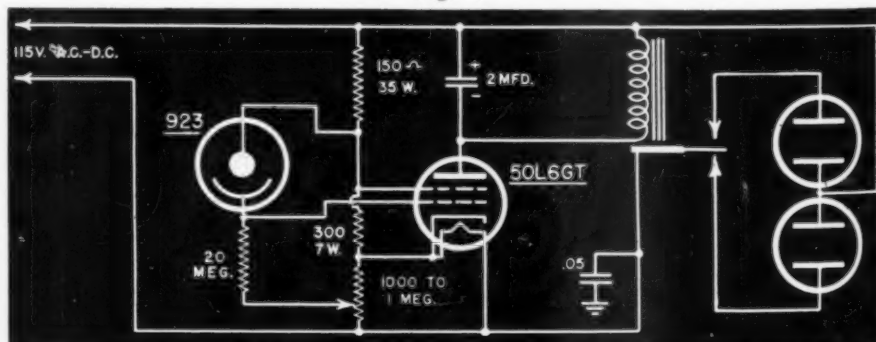 115V. A.C.-D.C.
923
150 Ω
35 W.
2 MFD.
+
-
50L6GT
300
7W.
20
MEG.
1000 TO
1 MEG.
.05